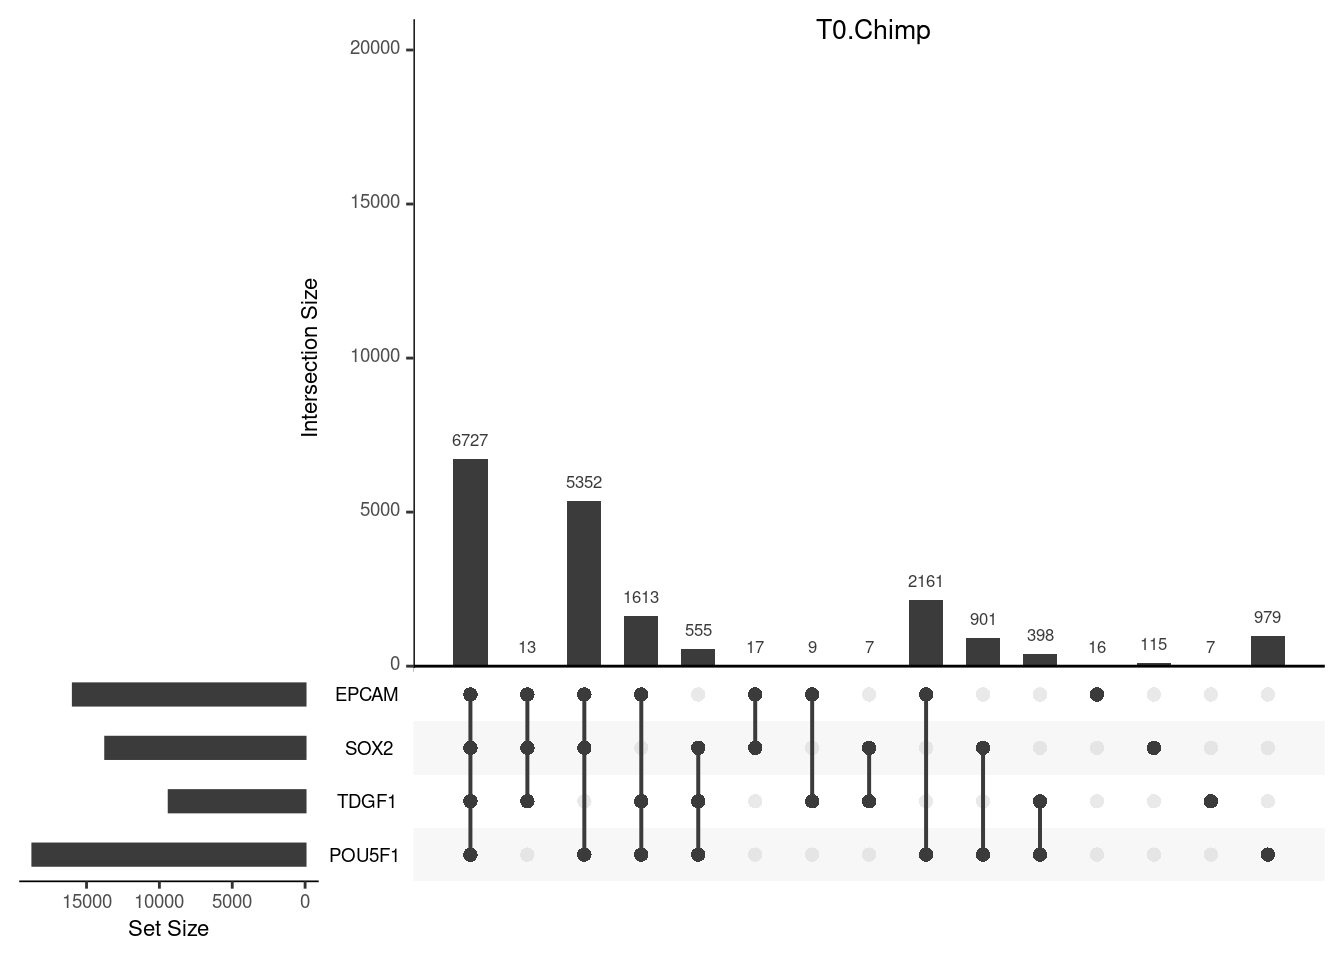 T0.Chimp
20000
15000
10000
5000
0
Intersection Size
6727
13
5352
1613
555
17
9
7
2161
901
398
16
115
7
979
EPCAM
SOX2
TDGF1
POU5F1
15000 10000 5000 0
Set Size